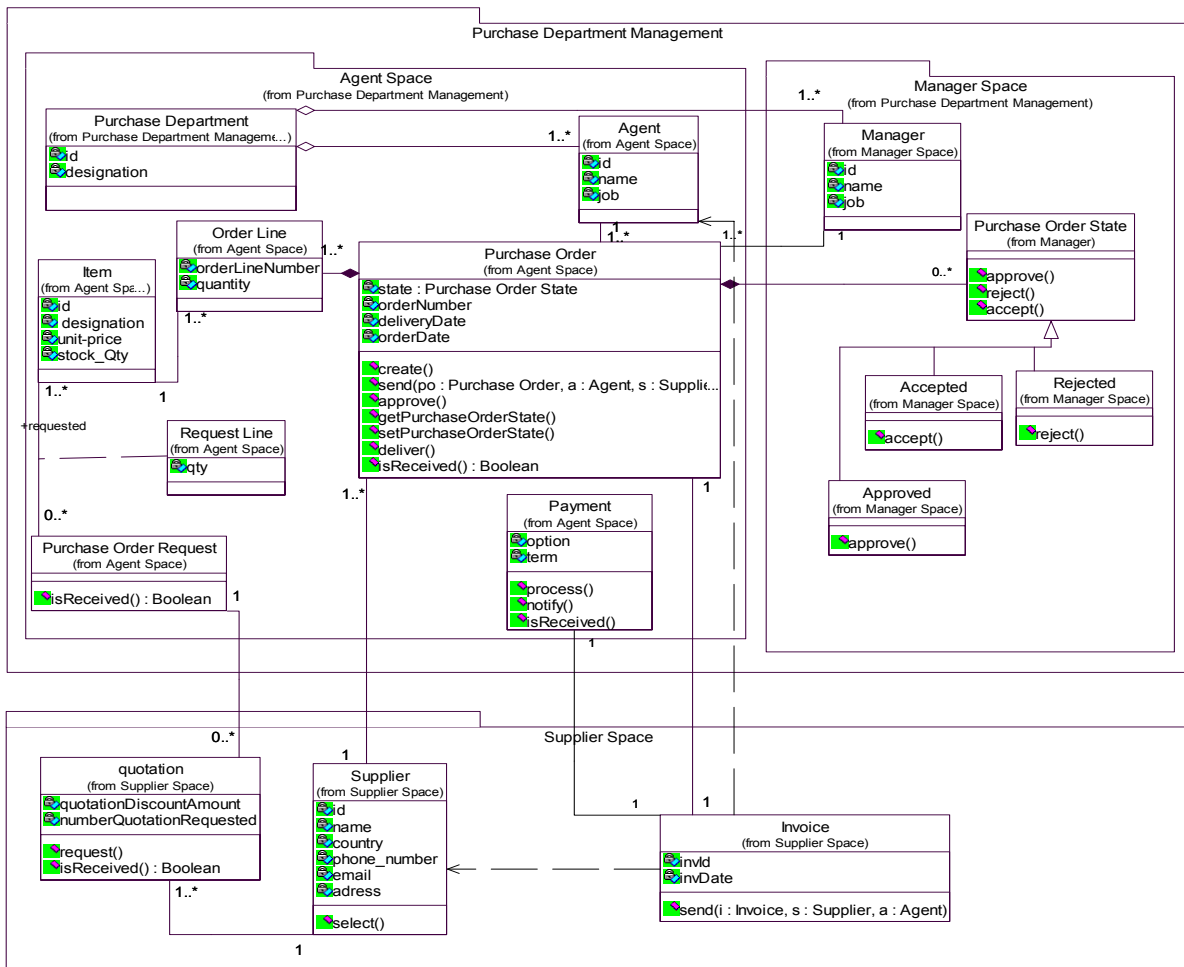 Purchase Department Management
Agent Space
(from Purchase Department Management)
Manager Space
(from Purchase Department Management)
Purchase Department
(from Purchase Department Manageme...)
id
designation
1..*
1..*
Agent
(from Agent Space)
id
name
job
Manager
(from Manager Space)
id
name
job
1
1..*
1..*
1
Order Line
(from Agent Space)
orderLineNumber
quantity
1..*
1..*
Item
(from Agent Spa...)
id
designation
unit-price
stock_Qty
1..*
1
+requested
Request Line
(from Agent Space)
qty
0..*
Purchase Order
(from Agent Space)
state : Purchase Order State
orderNumber
deliveryDate
orderDate
create()
send(po : Purchase Order, a : Agent, s : Supplie...
approve()
getPurchaseOrderState()
setPurchaseOrderState()
deliver()
isReceived() : Boolean
1..*
1
0..*
Purchase Order State
(from Manager)
approve()
reject()
accept()
Accepted
(from Manager Space)
accept()
Rejected
(from Manager Space)
reject()
Approved
(from Manager Space)
approve()
Purchase Order Request
(from Agent Space)
isReceived() : Boolean
1
Payment
(from Agent Space)
option
term
process()
notify()
isReceived()
1
Supplier Space
0..*
quotation
(from Supplier Space)
quotationDiscountAmount
numberQuotationRequested
request()
isReceived() : Boolean
1..*
1
1
Supplier
(from Supplier Space)
id
name
country
phone_number
email
adress
select()
1
1
Invoice
(from Supplier Space)
invId
invDate
send(i : Invoice, s : Supplier, a : Agent)